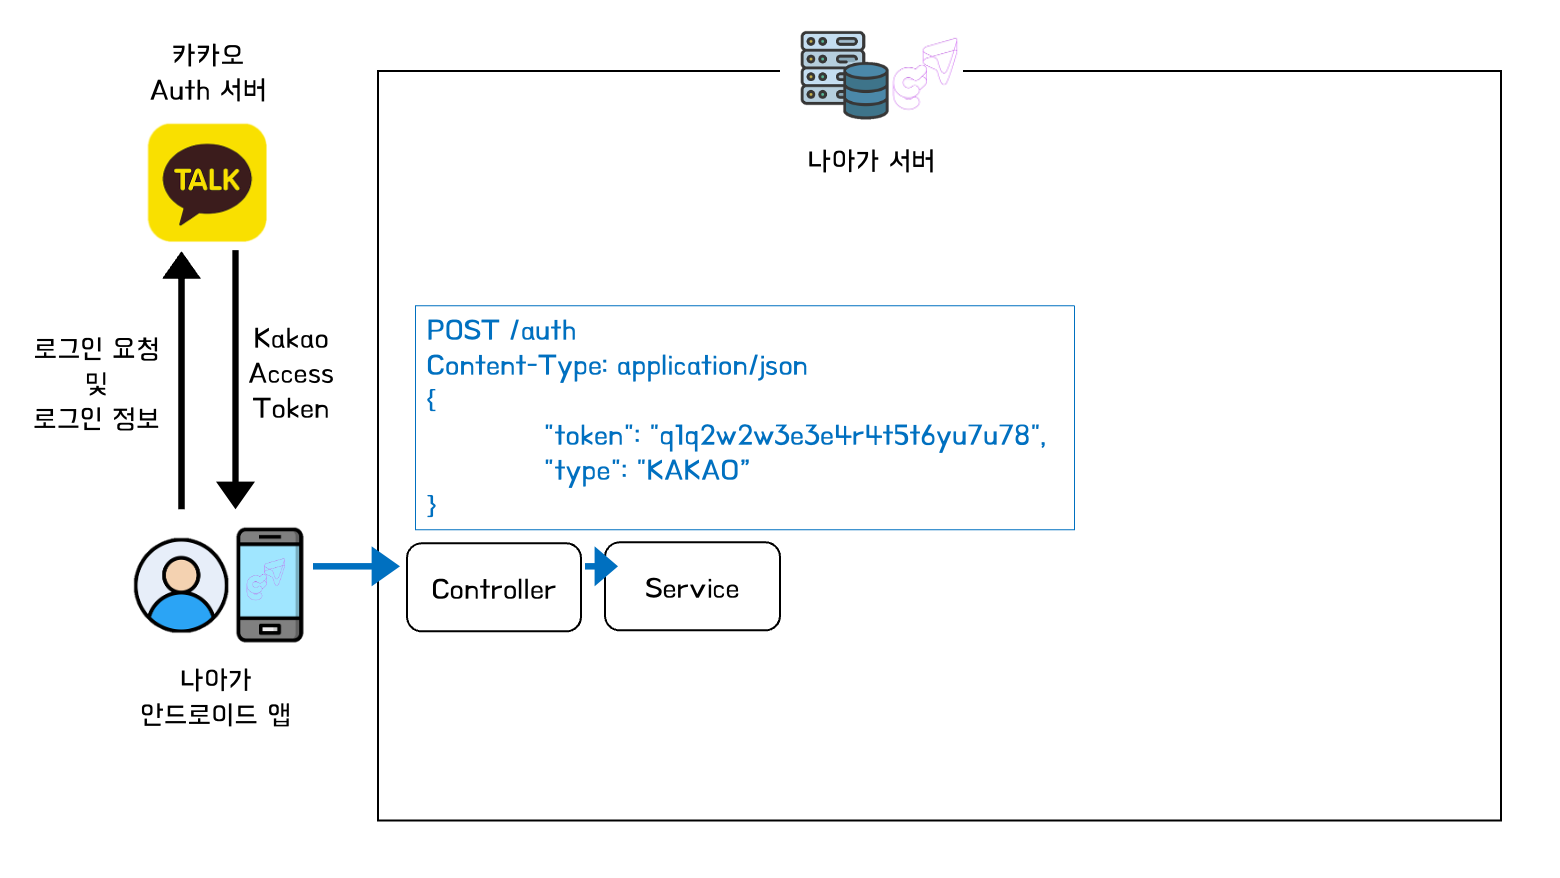 카카오
Auth 서버
TALK
로그인 요청
및
로그인 정보
Kakao
Access
Token
나아가
안드로이드 앱
나아가 서버
POST /auth
Content-Type: application/json
{
"token": "q1q2w2w3e3e4r4t5t6yu7u78",
"type": "KAKAO”
}
Controller
Service